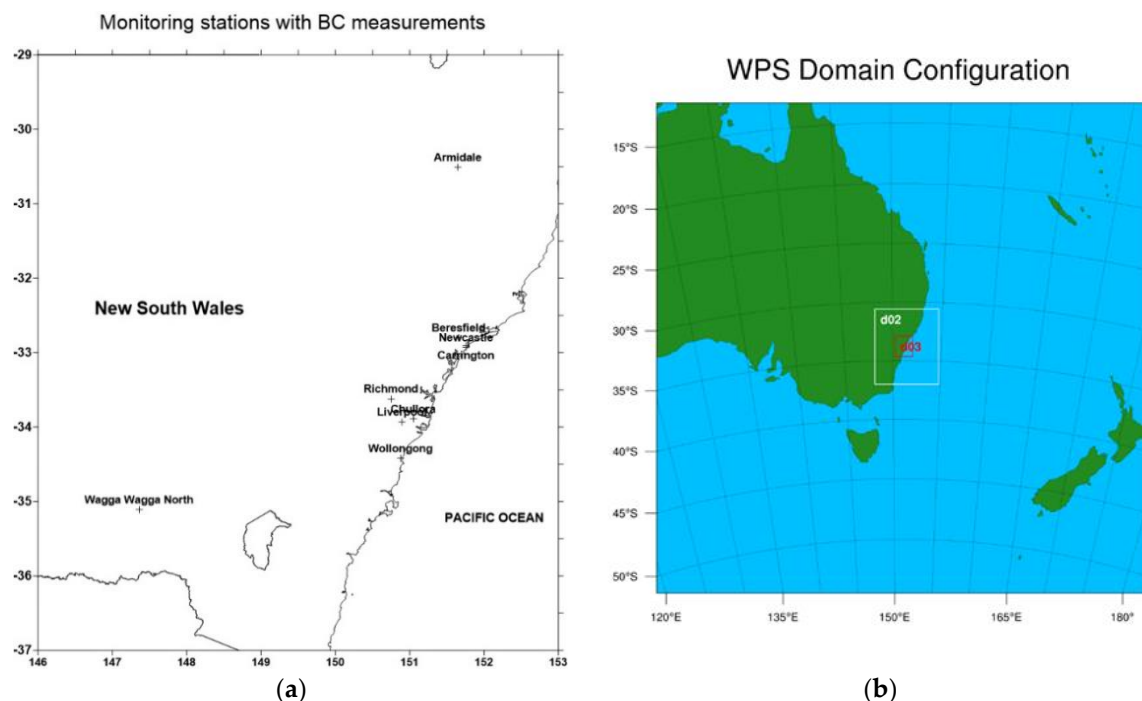 Monitoring stations with BC measurements
-29
-30
-31
-32
-33
-34
-35
-36
-37
Armidale
New South Wales
Beresfield
Newcastle
Carrington
Richmond
Chullora
Liverpool
Wollongong
Wagga Wagga North
PACIFIC OCEAN
146 147 148 149 150 151 152 153
(a)
WPS Domain Configuration
15°S
20°S
25°S
30°S
35°S
40°S
45°S
50°S
d02
d03
120°E 135°E 150°E 165°E 180°
(b)